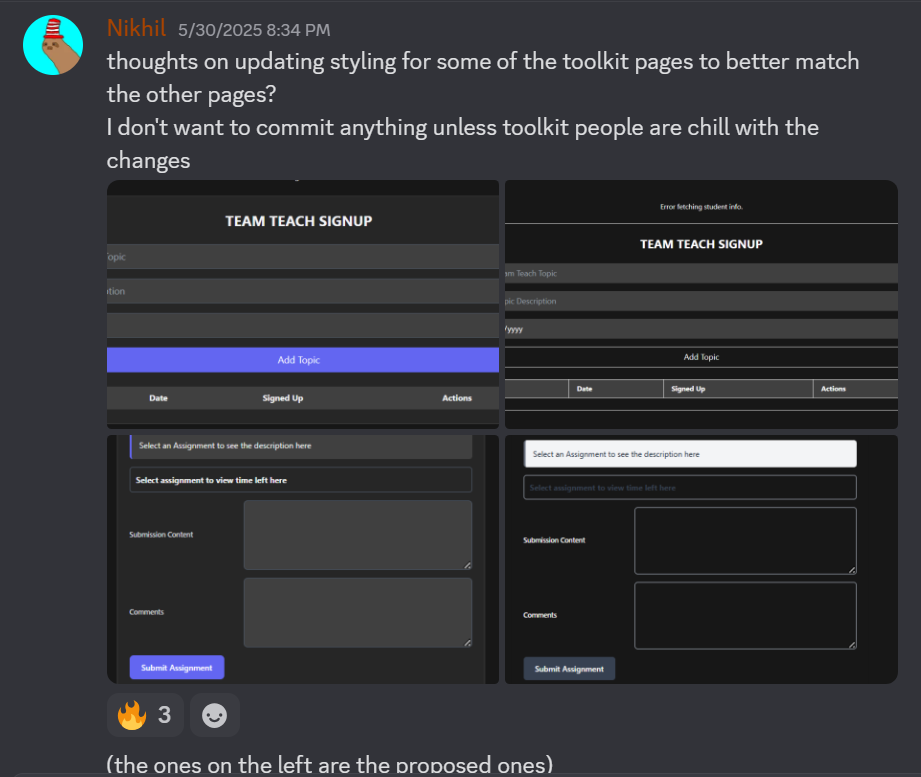 Nikhil 5/30/2025 8:34 PM
thoughts on updating styling for some of the toolkit pages to better match
the other pages?
I don't want to commit anything unless toolkit people are chill with the
changes
TEAM TEACH SIGNUP
opic
tion
Add Topic
Date Signed Up Actions
Error fetching student info.
TEAM TEACH SIGNUP
am Teach Topic
pic Description
/yyyy
Add Topic
Date Signed Up Actions
Select an Assignment to see the description here
Select assignment to view time left here
Submission Content
Comments
Submit Assignment
Select an Assignment to see the description here
Select assignment to view time left here
Submission Content
Comments
Submit Assignment
3
(the ones on the left are the proposed ones)